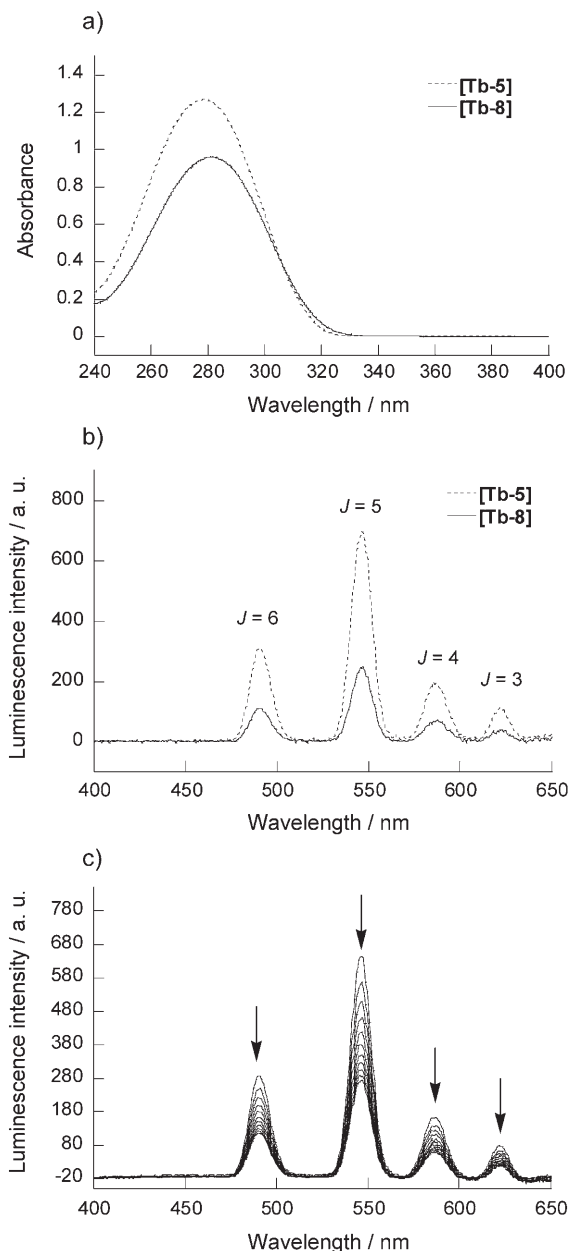 a)
1.4
1.2
1
0.8
0.6
0.4
0.2
0
Absorbance
[Tb-5]
[Tb-8]
240 260 280 300 320 340 360 380 400
Wavelength / nm
b)
800
600
400
200
0
Luminescence intensity / a. u.
[Tb-5]
[Tb-8]
J = 6
J = 5
J = 4
J = 3
400 450 500 550 600 650
Wavelength / nm
c)
780
680
580
480
380
280
180
80
-20
Luminescence intensity / a. u.
400 450 500 550 600 650
Wavelength / nm